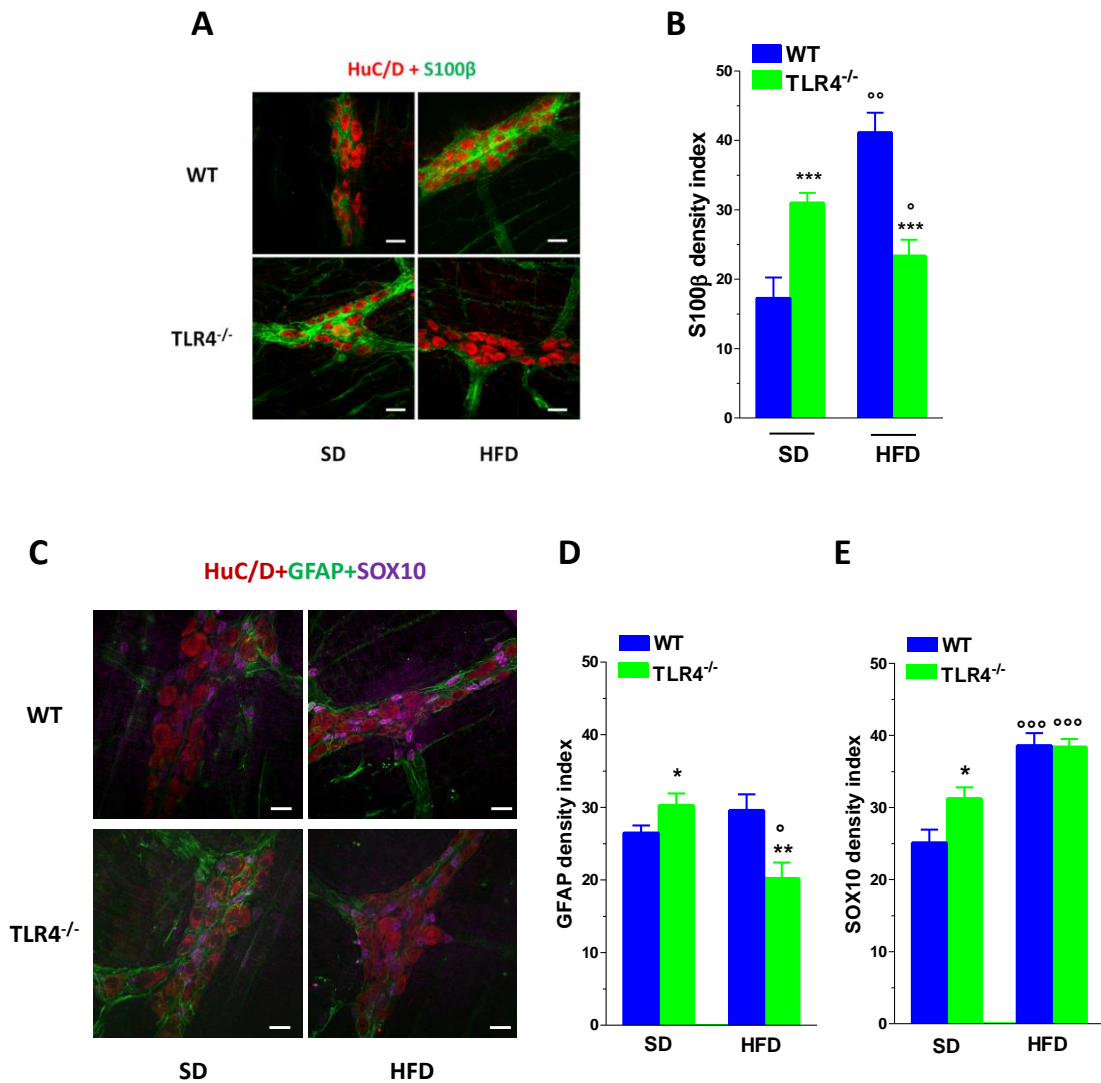 A
HuC/D + S100β
WT
TLR4-/-
SD
HFD
B
WT
TLR4-/-
S100β density index
50
40
30
20
10
0
***
°°
°
***
SD
HFD
C
HuC/D+GFAP+SOX10
WT
TLR4-/-
SD
HFD
D
WT
TLR4-/-
GFAP density index
50
40
30
20
10
0
*
°
**
SD
HFD
E
WT
TLR4-/-
SOX10 density index
50
40
30
20
10
0
*
°°°
°°°
SD
HFD